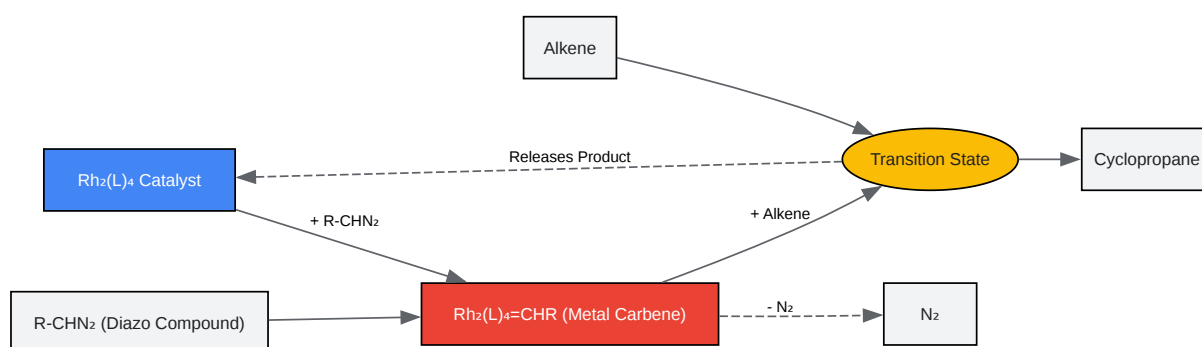 Alkene
Releases Product
Transition State
Cyclopropane
Rh₂(L)₄ Catalyst
+ R-CHN₂
+ Alkene
R-CHN₂ (Diazo Compound)
Rh₂(L)₄=CHR (Metal Carbene)
- N₂
N₂